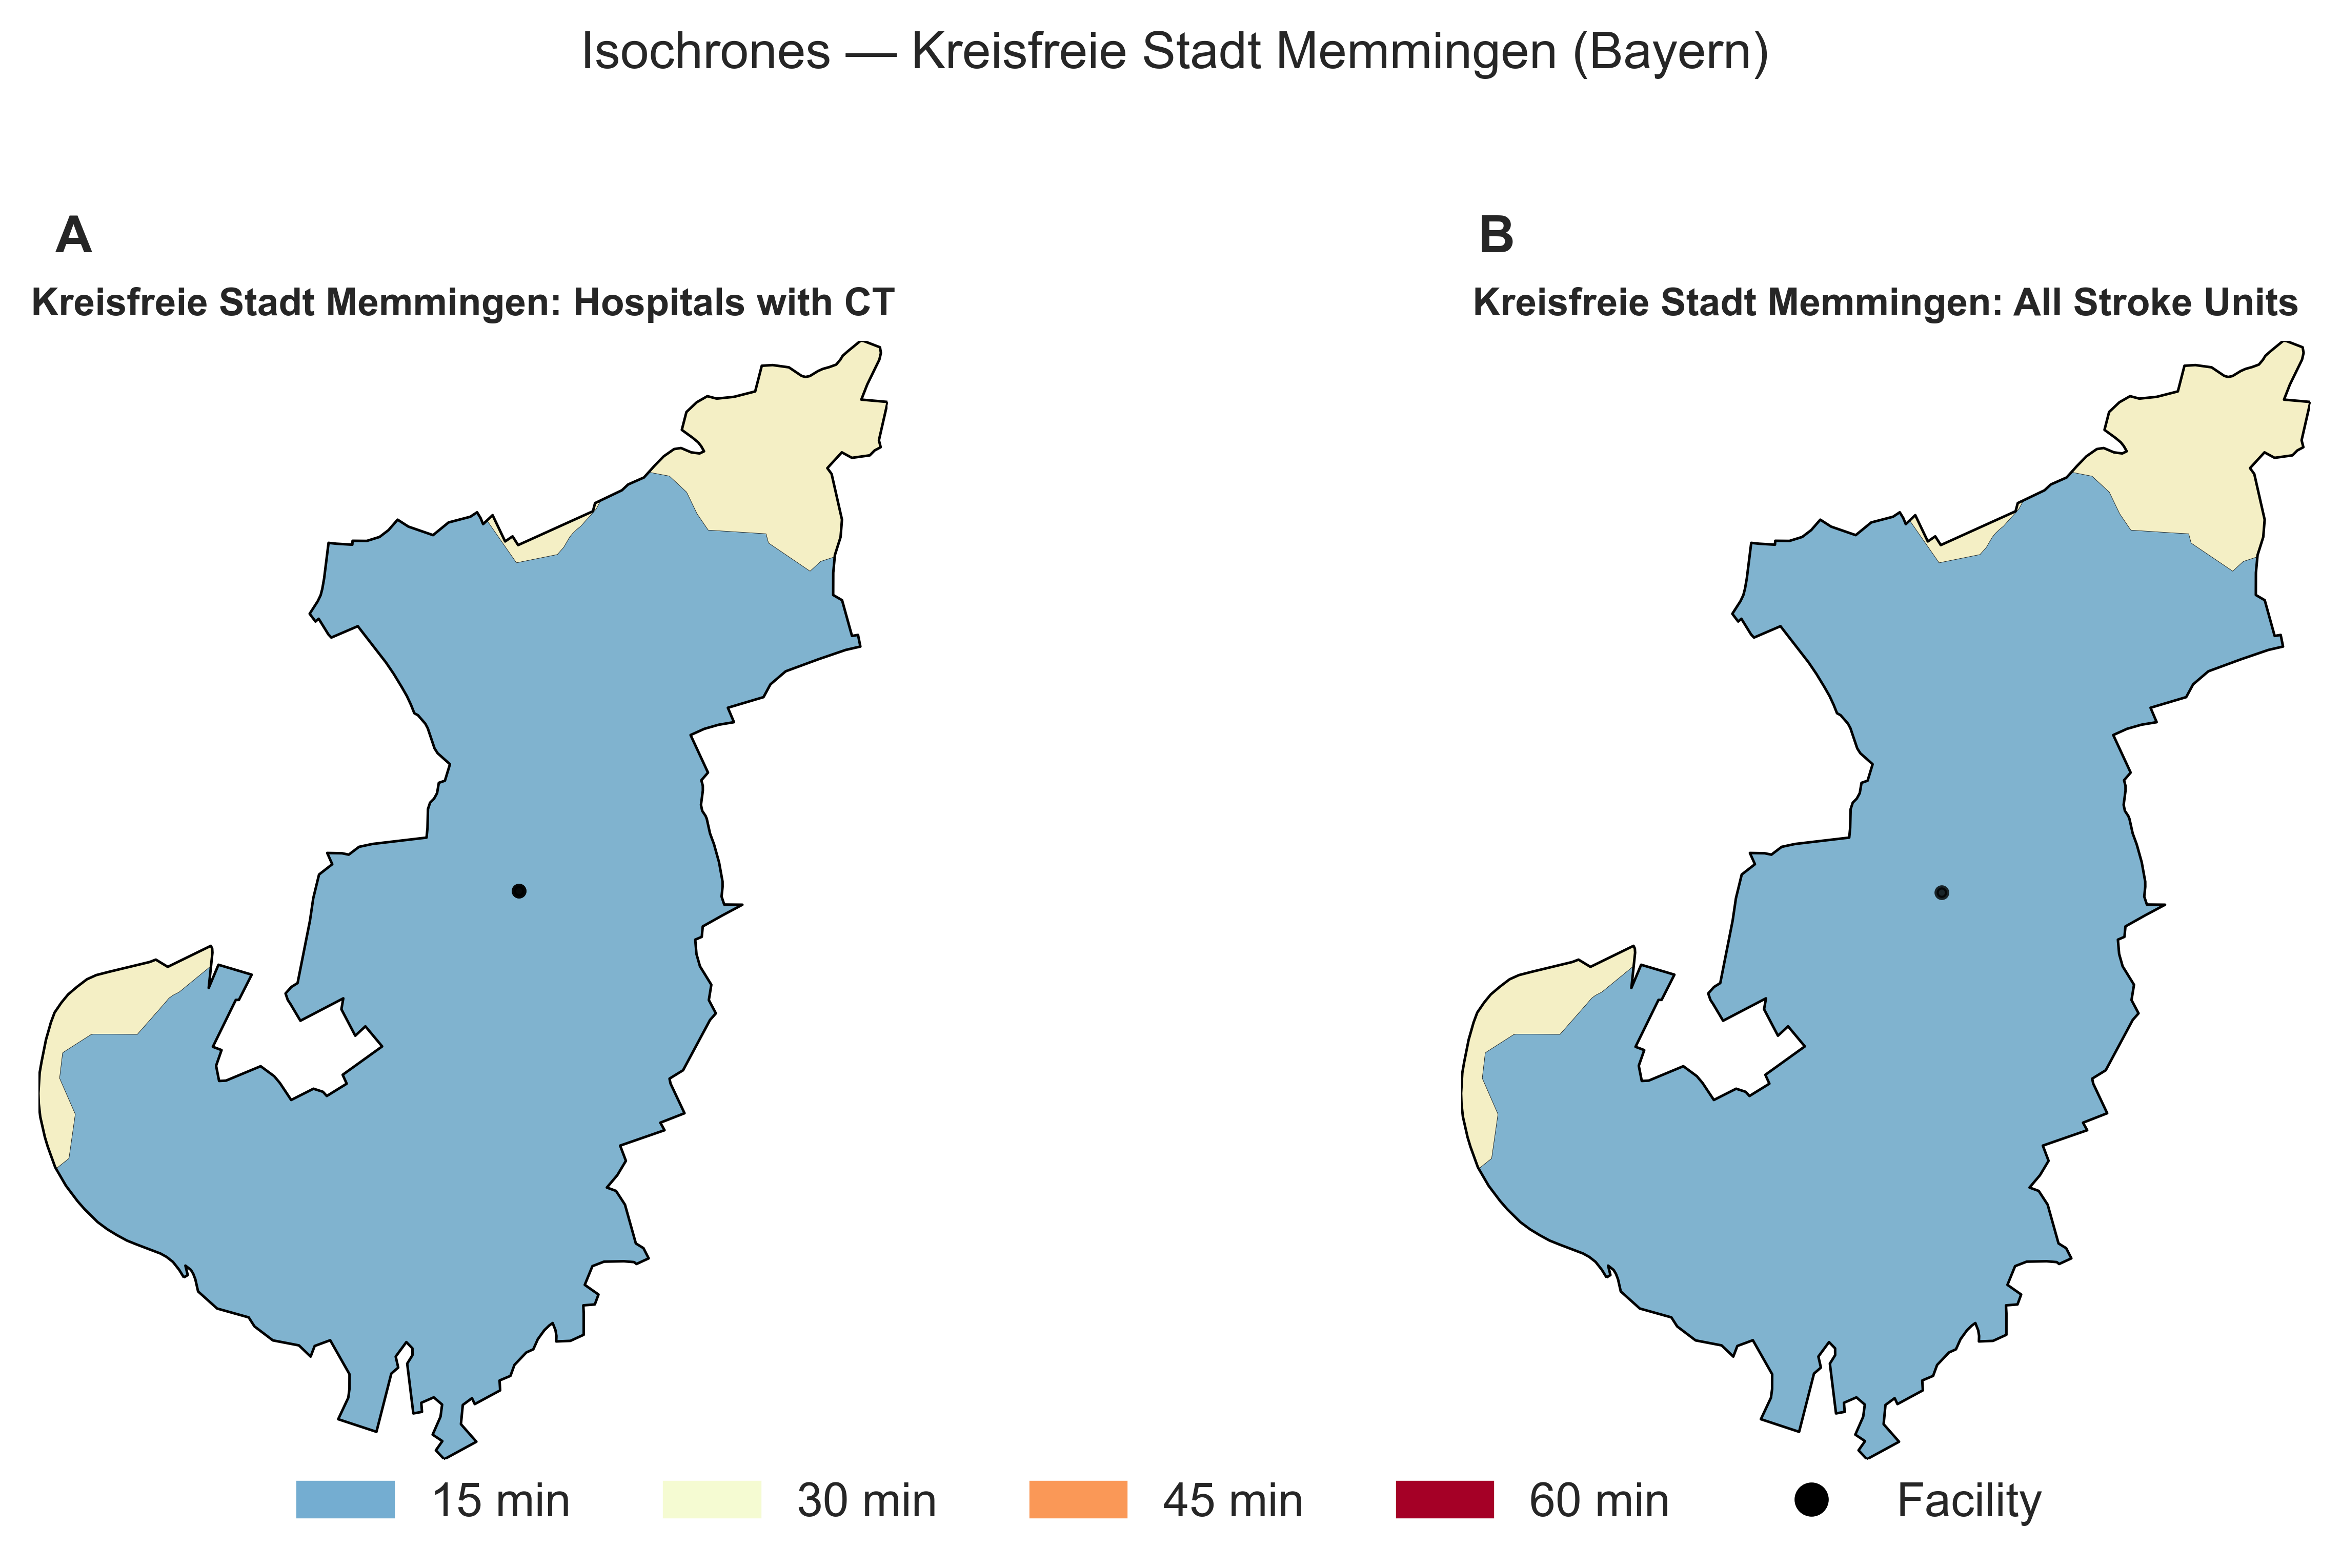 Isochrones — Kreisfreie Stadt Memmingen (Bayern)
A
Kreisfreie Stadt Memmingen: Hospitals with CT
B
Kreisfreie Stadt Memmingen: All Stroke Units
15 min
30 min
45 min
60 min
Facility